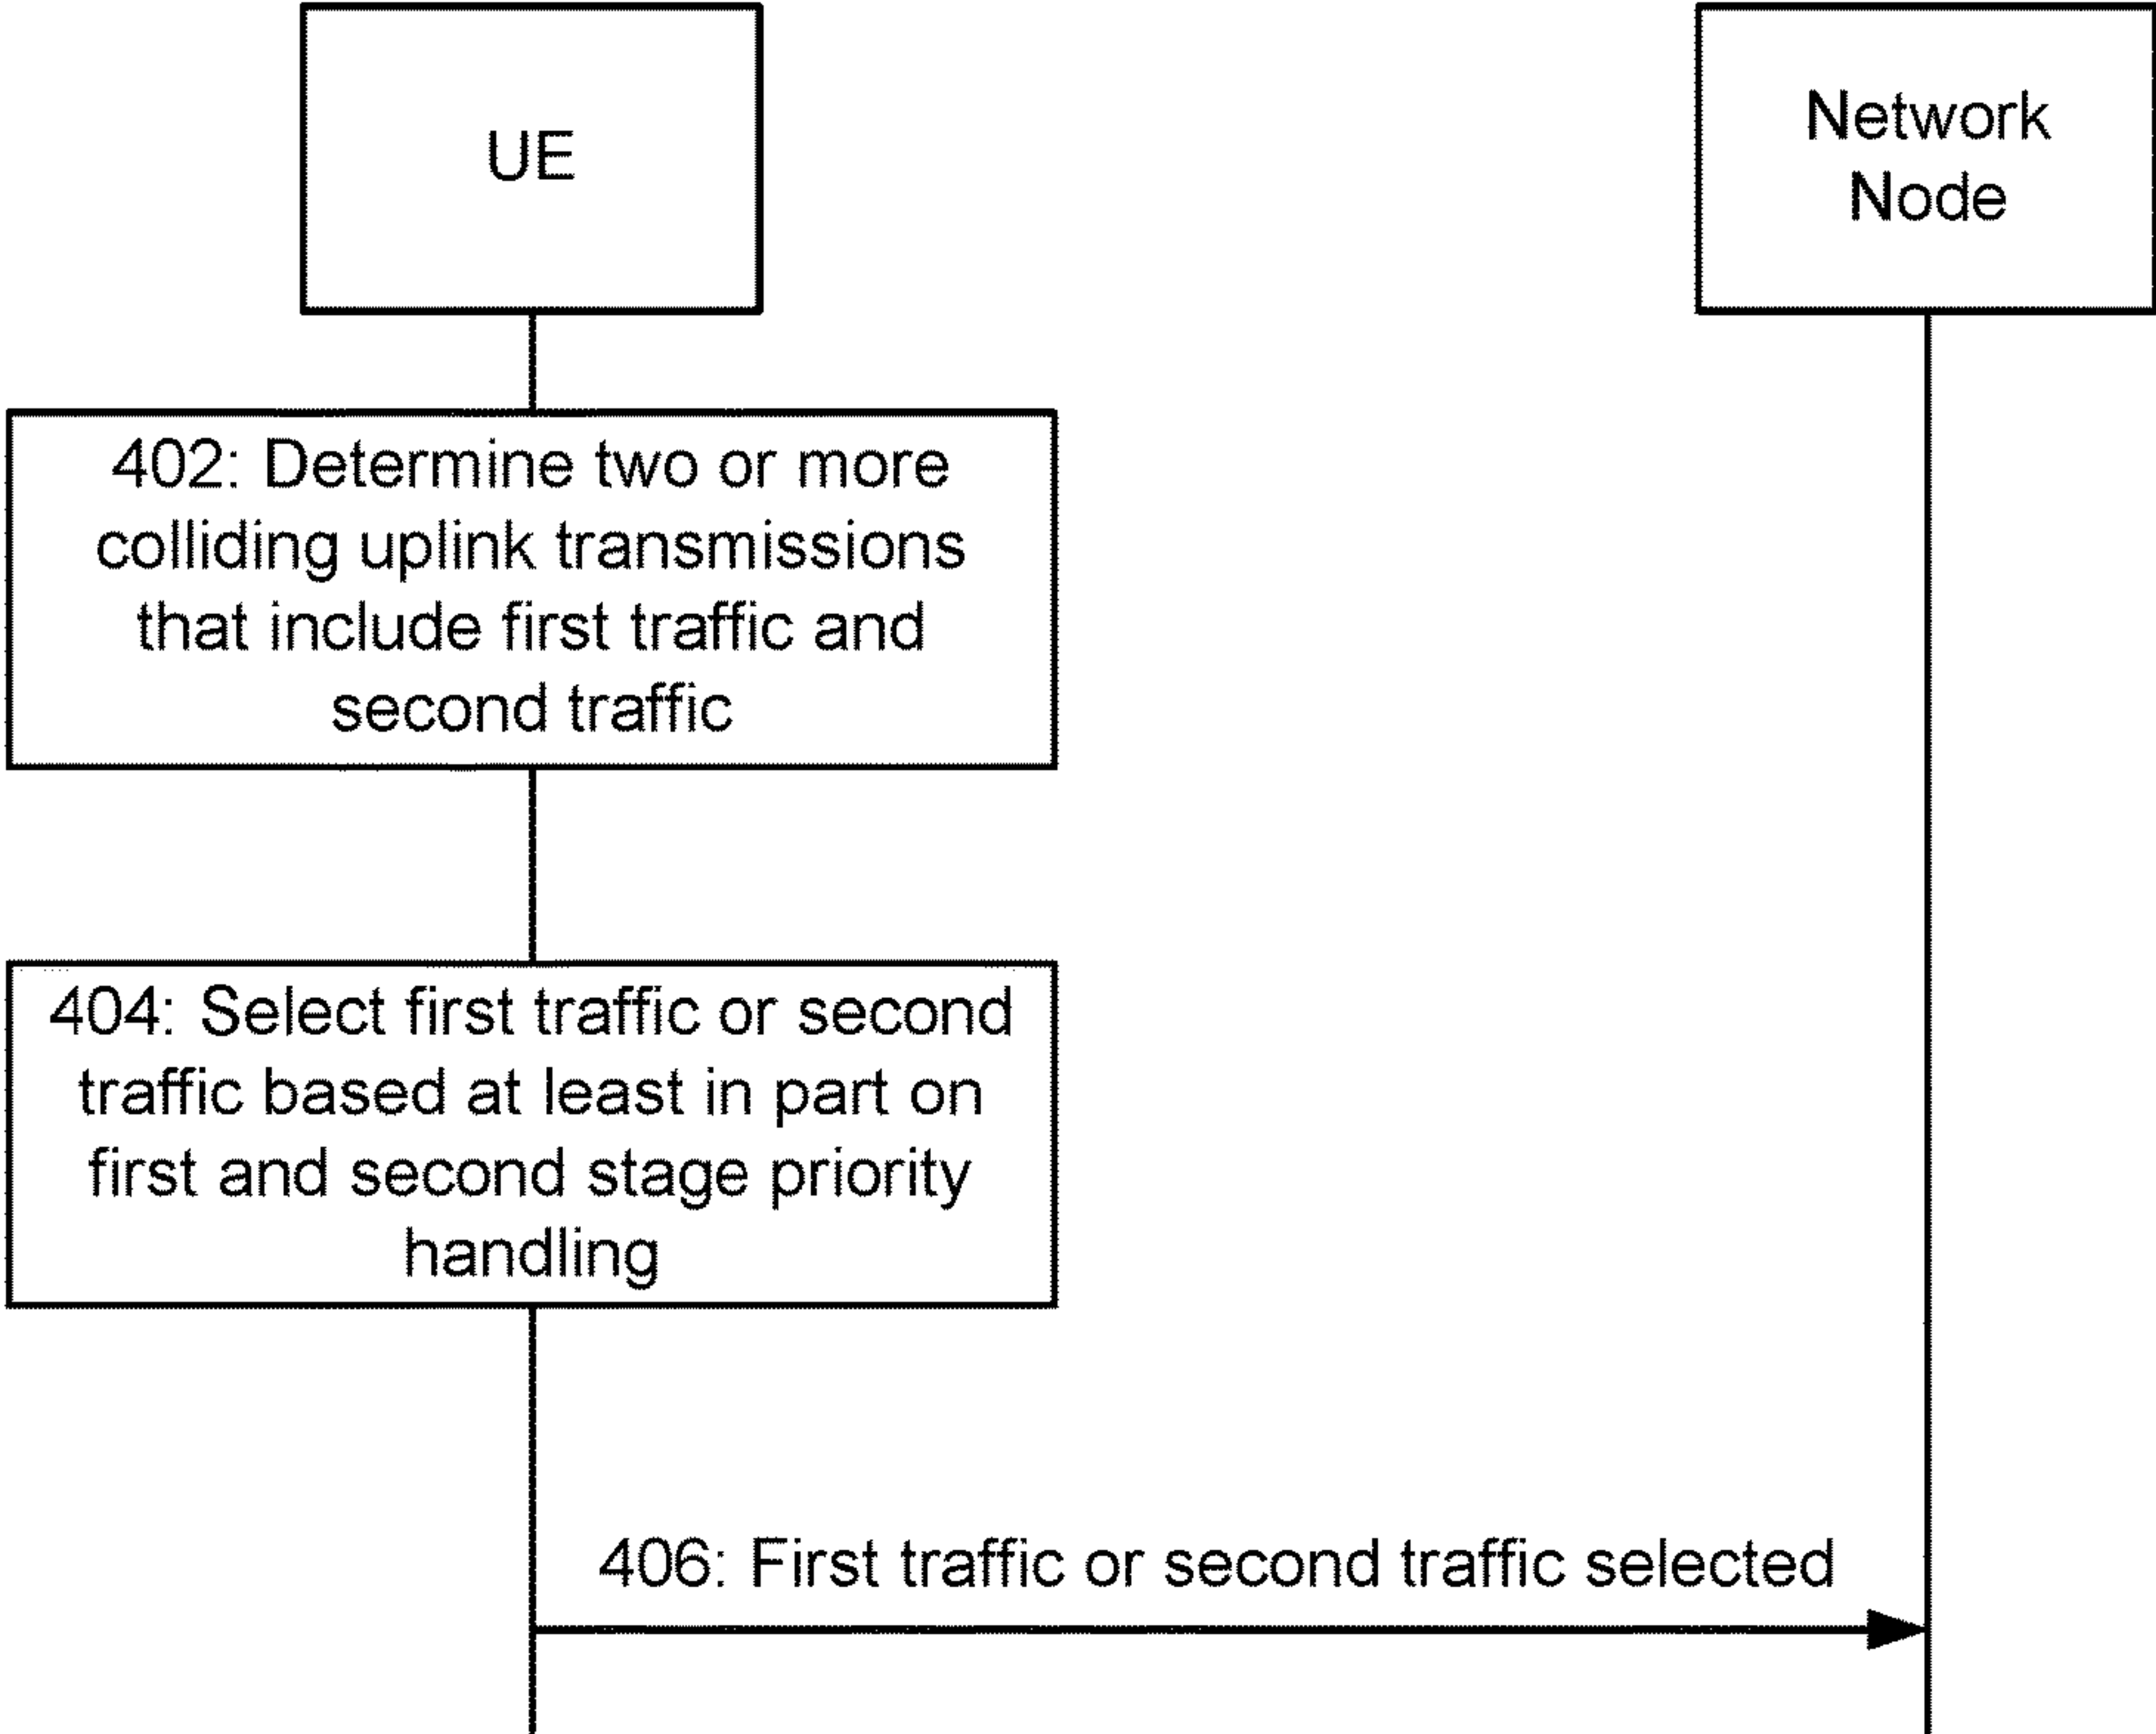 UE
Network
Node
402: Determine two or more
colliding uplink transmissions
that include first traffic and
second traffic
404: Select first traffic or second
traffic based at least in part on
first and second stage priority
handling
406: First traffic or second traffic selected